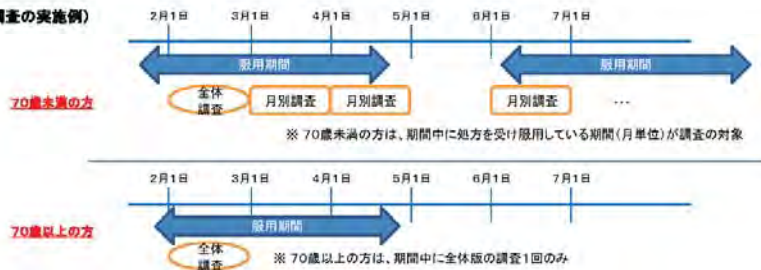 調査の実施例)
2月1日 3月1日 4月1日 5月1日 6月1日 7月1日
服用期間 服用期間
70歳未満の方
全体
調査
月別調査 月別調査 月別調査 …
※ 70歳未満の方は、期間中に処方を受け服用している期間(月単位)が調査の対象
2月1日 3月1日 4月1日 5月1日 6月1日 7月1日
服用期間
70歳以上の方
全体
調査
※ 70歳以上の方は、期間中に全体版の調査1回のみ